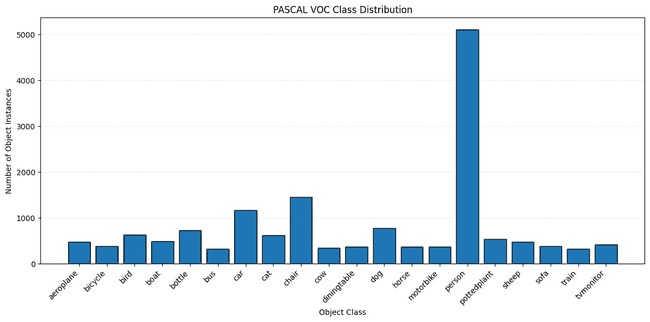 PASCAL VOC Class Distribution
Number of Object Instances
5000
4000
3000
2000
1000
0
aeroplane
bicycle
bird
boat
bottle
bus
car
cat
chair
cow
diningtable
dog
horse
motorbike
person
pottedplant
sheep
sofa
train
tvmonitor
Object Class